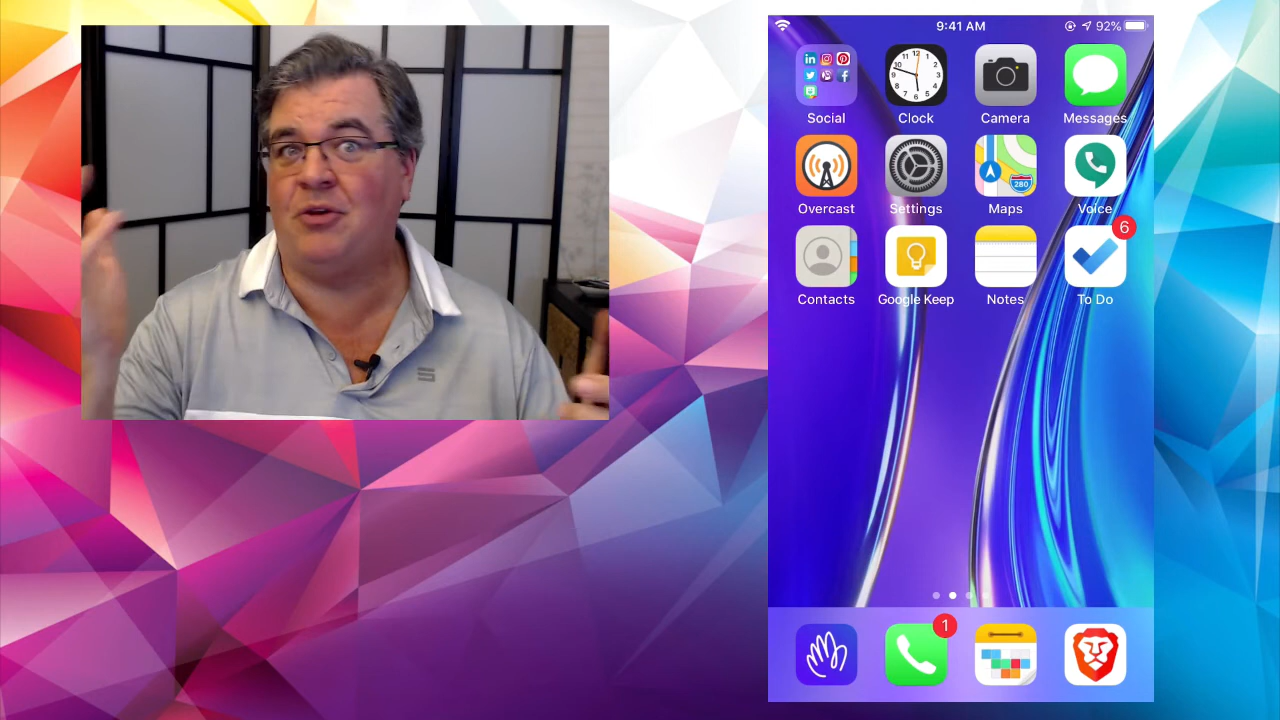 9:41 AM 92%
Social Clock Camera Messages
Overcast Settings Maps Voice
280
6
Contacts Google Keep Notes To Do
1